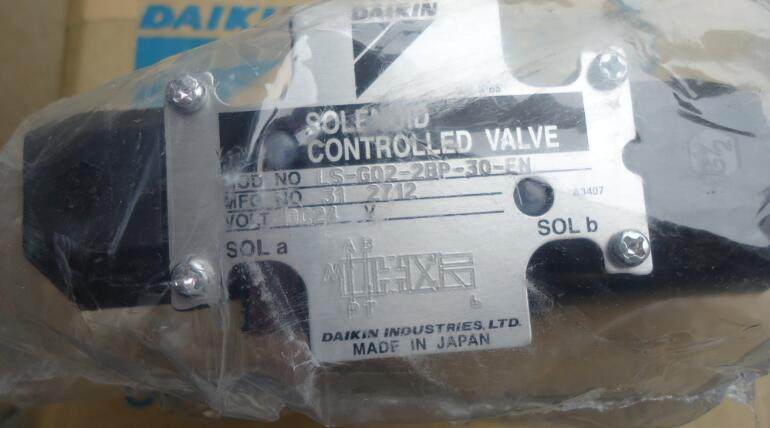 DAIKIN
DAIKIN
SOLENOID
CONTROLLED VALVE
MOD NO LS-G02-2BP-30-EN
MFG NO 31 2712
VOLT DC24 V
A3407
SOL a
SOL b
A B
P T
b
DAIKIN INDUSTRIES, LTD.
MADE IN JAPAN